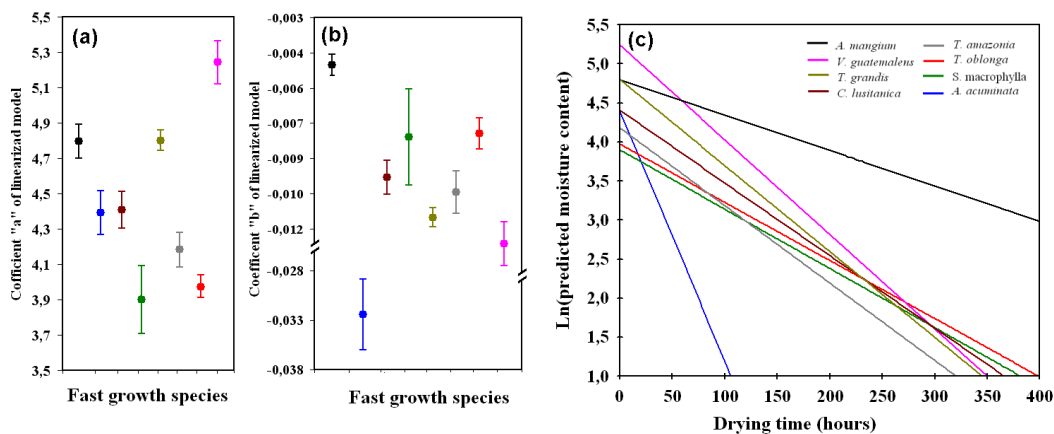 (a)
Cofficient "a" of linearizad model
5,5
5,3
5,1
4,9
4,7
4,5
4,3
4,1
3,9
3,7
3,5
Fast growth species
(b)
Coefficent "b" of linearized model
-0,003
-0,004
-0,006
-0,007
-0,009
-0,010
-0,012
-0,028
-0,033
-0,038
Fast growth species
(c)
Ln(predicted moisture content)
5,5
5,0
4,5
4,0
3,5
3,0
2,5
2,0
1,5
1,0
0
50
100
150
200
250
300
350
400
Drying time (hours)
A. mangium
V. guatemalens
T. grandis
C. lusitanica
T. amazonia
T. oblonga
S. macrophylla
A. acuminata